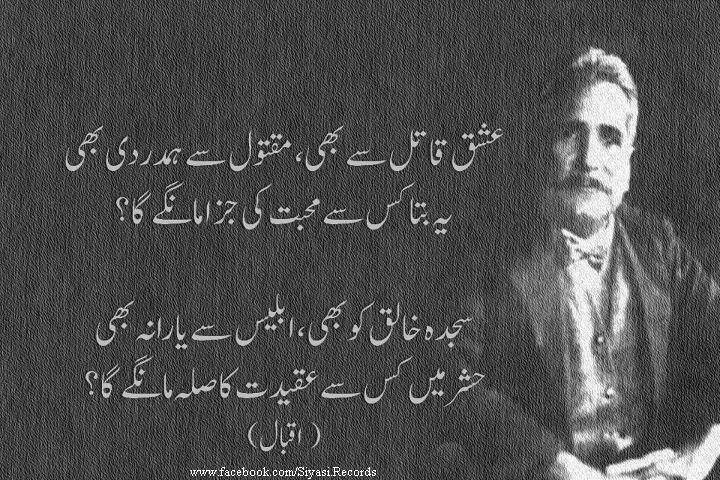 عشق قاتل سے بھی، مقتول سے ہمدردی بھی
یہ بتا کس سے محبت کی جزا مانگے گا؟
سجدہ خالق کو بھی، ابلیس سے یارانہ بھی
حشر میں کس سے عقیدت کا صلہ مانگے گا؟
(اقبال)
www.facebook.com/Siyasi.Records